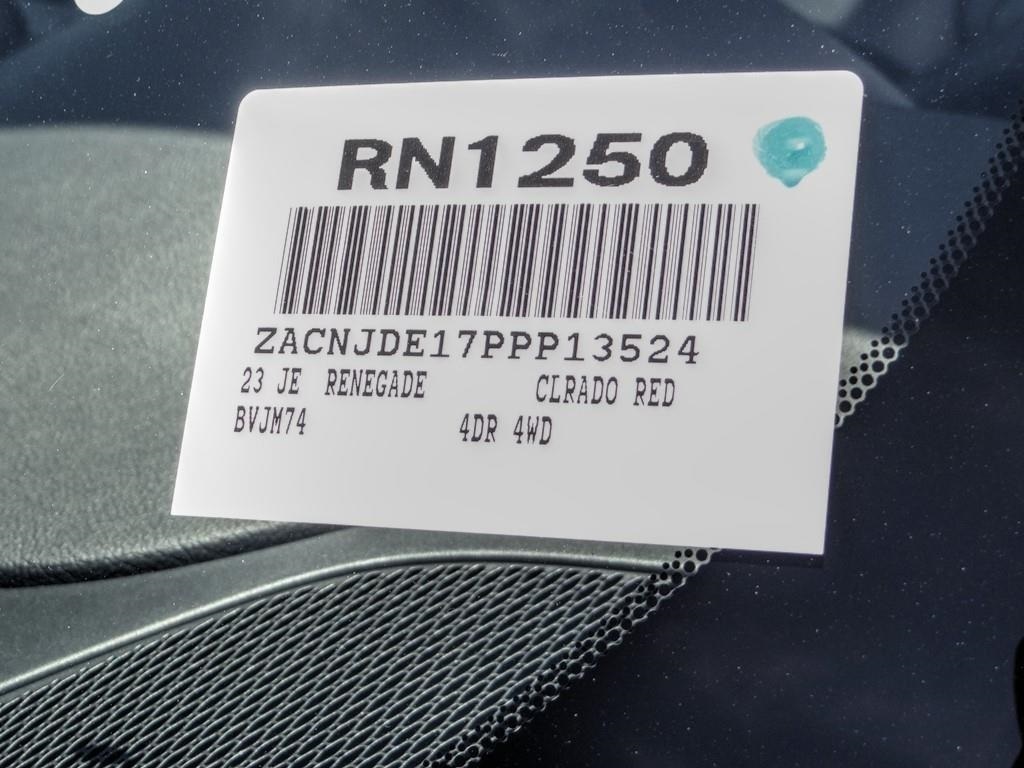 RN1250
ZACNJDE17PPP13524
23 JE RENEGADE CLRADO RED
BVJM74 4DR 4WD